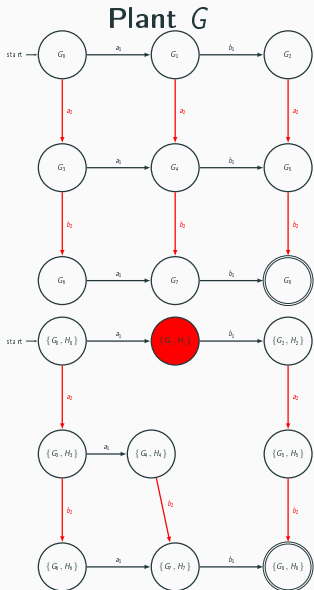 Plant G
start G₀ a₁ G₁ b₁ G₂
a₂ a₂ a₂
G₃ a₁ G₄ b₁ G₅
b₂ b₂ b₂
G₆ a₁ G₇ b₁ G₈
start {G₀, H₀} a₁ {G₁, H₁} b₁ {G₂, H₂}
a₂ a₂
{G₃, H₃} a₁ {G₄, H₄} {G₅, H₅}
b₂ b₂ b₂
{G₆, H₆} a₁ {G₇, H₇} b₁ {G₈, H₈}